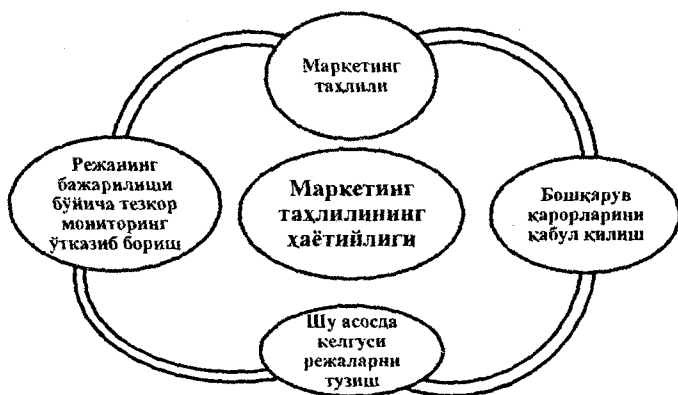 Маркетинг
таҳлили
Режанинг
бажарилиши
бўйича тезкор
мониторинг
ўтказиб бориш
Маркетинг
таҳлилининг
ҳаётийлиги
Бошқарув
қарорларини
қабул қилиш
Шу асосда
келгуси
режаларни
тузиш